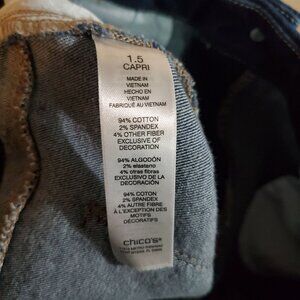 1.5
CAPRI
MADE IN
VIETNAM
HECHO EN
VIETNAM
FABRIQUÉ AU VIETNAM
94% COTTON
2% SPANDEX
4% OTHER FIBER
EXCLUSIVE OF
DECORATION
94% ALGODÓN
2% elastano
4% otras fibras
EXCLUSIVO DE LA
DECORACIÓN
94% COTON
2% SPANDEX
4% AUTRE FIBRE
À L'EXCEPTION DES
MOTIFS
DÉCORATIFS
chico's®